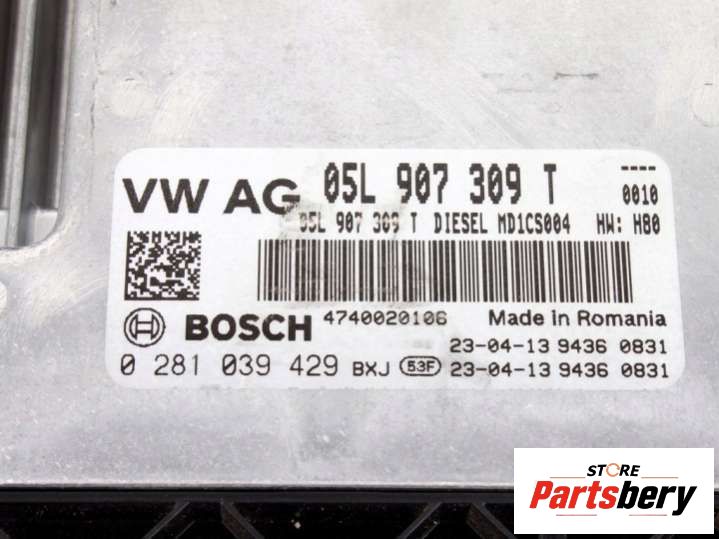 VW AG 05L 907 309 T ----
0010
05L 907 309 T DIESEL MD1CS004 HW: H80
BOSCH 4740020106 Made in Romania
23-04-13 9436 0831
0 281 039 429 BXJ 53F 23-04-13 9436 0831
STORE
Partsbery